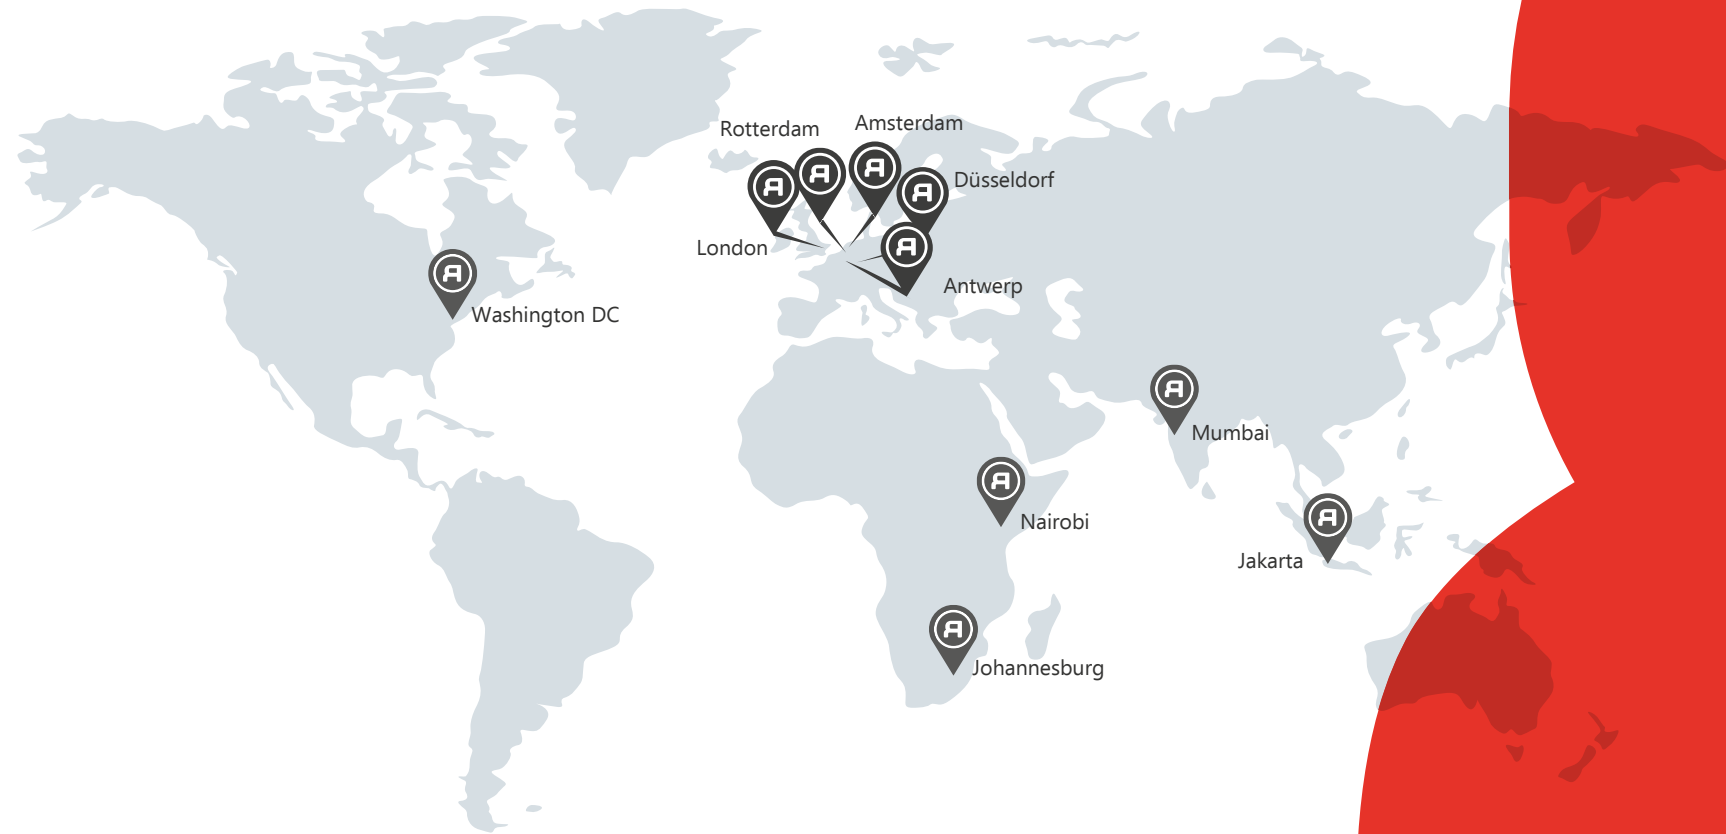 Rotterdam
Amsterdam
Düsseldorf
London
Antwerp
Washington DC
Mumbai
Nairobi
Jakarta
Johannesburg